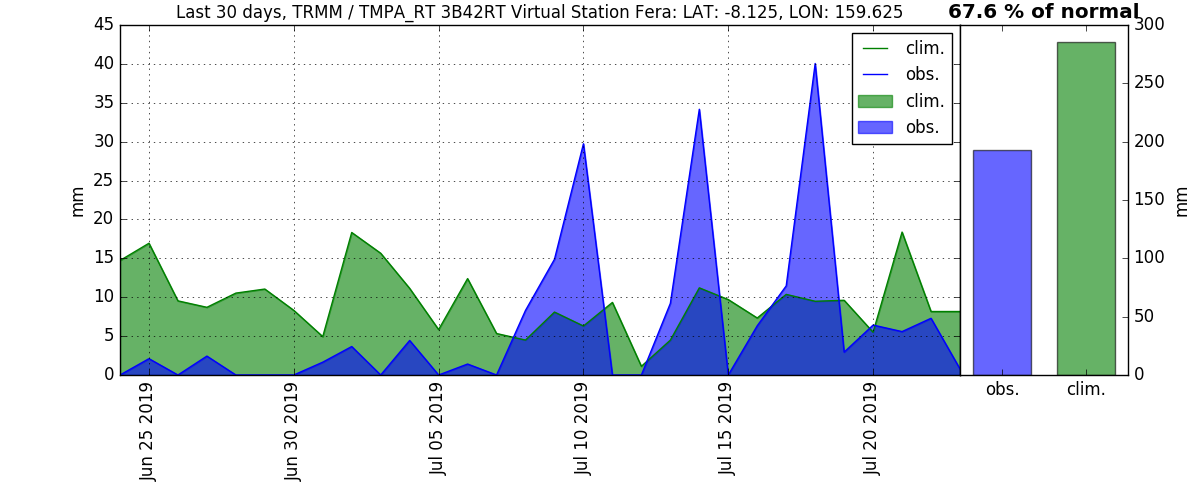 Last 30 days, TRMM / TMPA_RT 3B42RT Virtual Station Fera: LAT: -8.125, LON: 159.625
67.6 % of normal
45
40
35
30
25
20
15
10
5
0
mm
clim.
obs.
clim.
obs.
Jun 25 2019
Jun 30 2019
Jul 05 2019
Jul 10 2019
Jul 15 2019
Jul 20 2019
300
250
200
150
100
50
0
mm
obs.
clim.